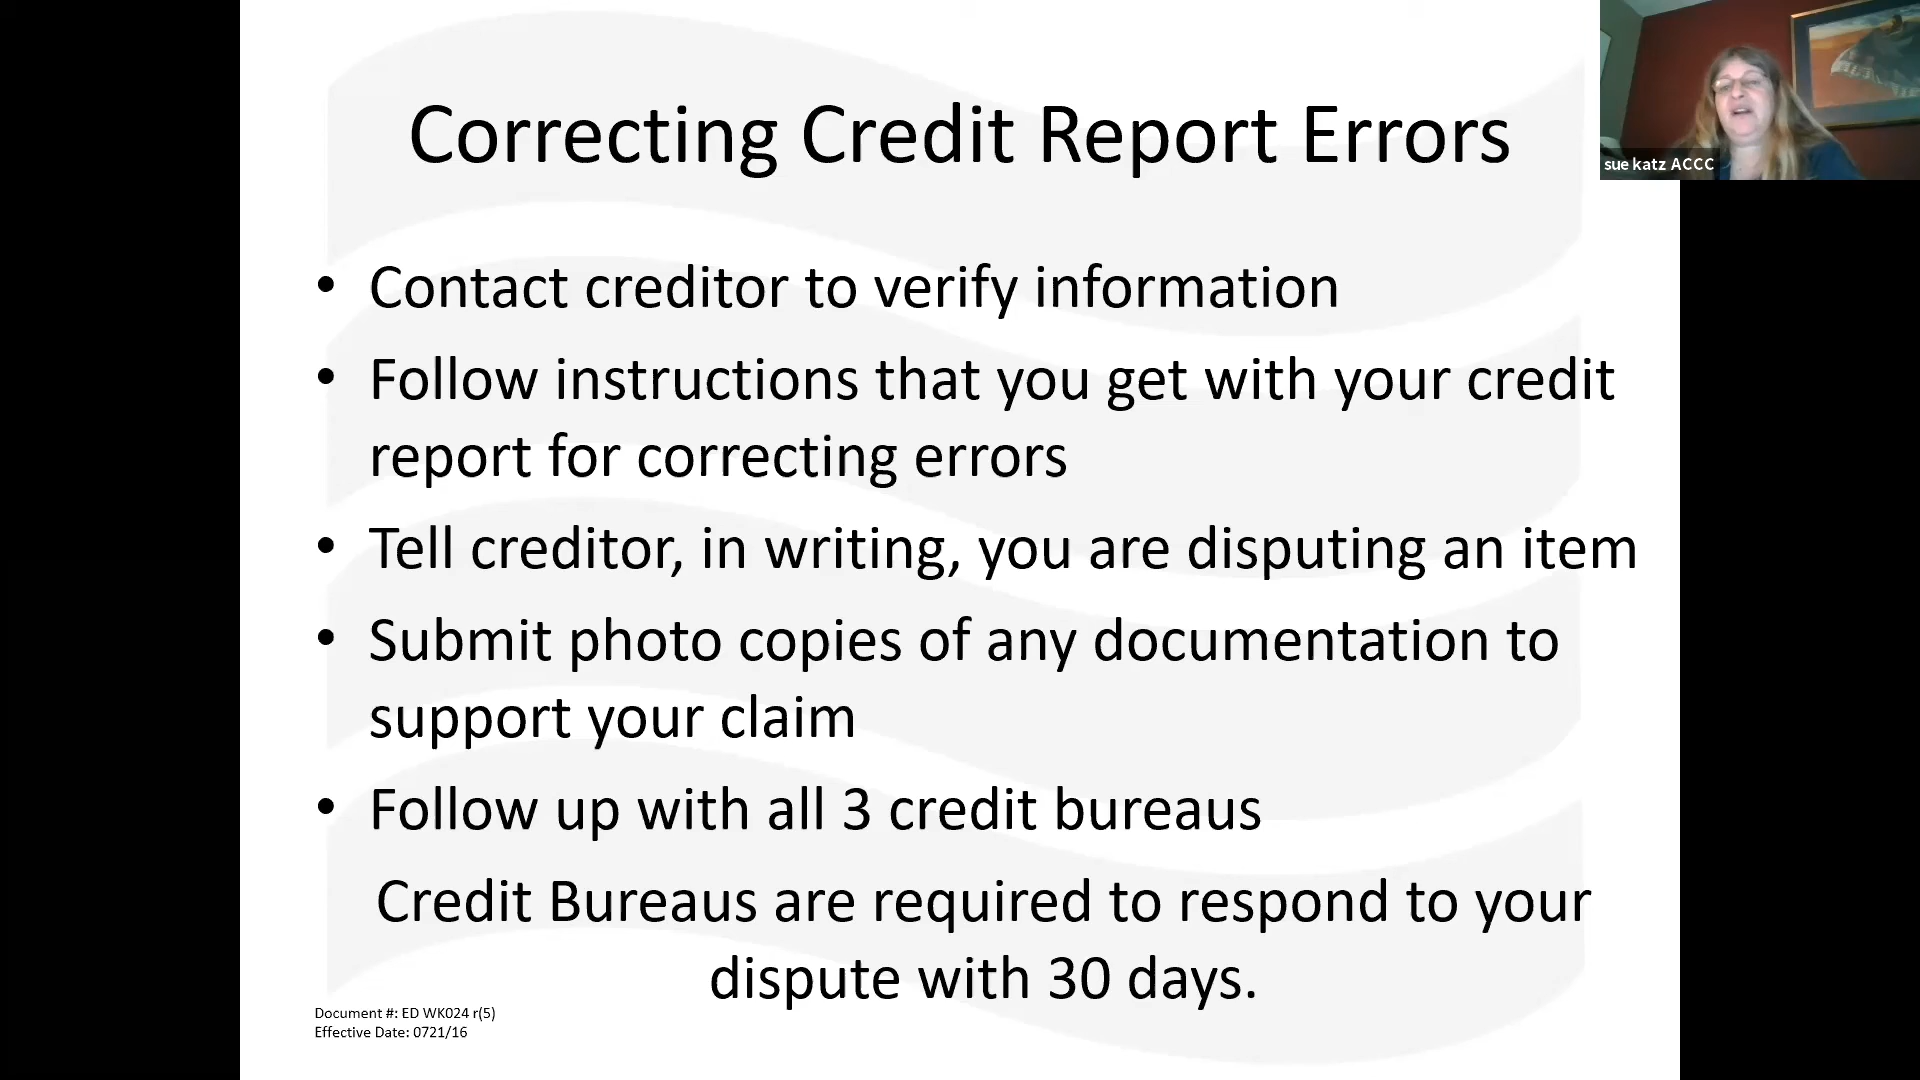 Correcting Credit Report Errors
sue katz ACCC
• Contact creditor to verify information
• Follow instructions that you get with your credit
report for correcting errors
• Tell creditor, in writing, you are disputing an item
• Submit photo copies of any documentation to
support your claim
• Follow up with all 3 credit bureaus
Credit Bureaus are required to respond to your
dispute with 30 days.
Document #: ED WK024 r(5)
Effective Date: 0721/16